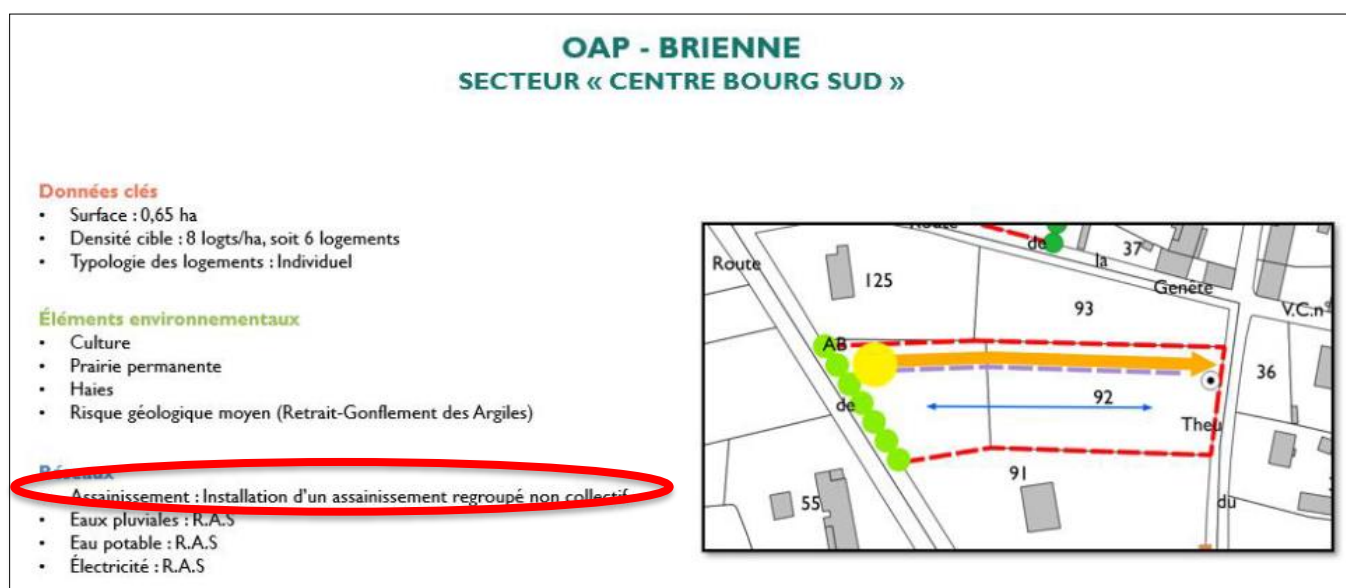 OAP - BRIENNE
SECTEUR « CENTRE BOURG SUD »
Données clés
• Surface : 0,65 ha
• Densité cible : 8 logts/ha, soit 6 logements
• Typologie des logements : Individuel
Éléments environnementaux
• Culture
• Prairie permanente
• Haies
• Risque géologique moyen (Retrait-Gonflement des Argiles)
Réseaux
Assainissement : Installation d'un assainissement regroupé non collectif
• Eaux pluviales : R.A.S
• Eau potable : R.A.S
• Électricité : R.A.S
Route
de
la
37
Genête
V.C.n°
Route
125
93
AB
36
de
92
Theu
91
55
du